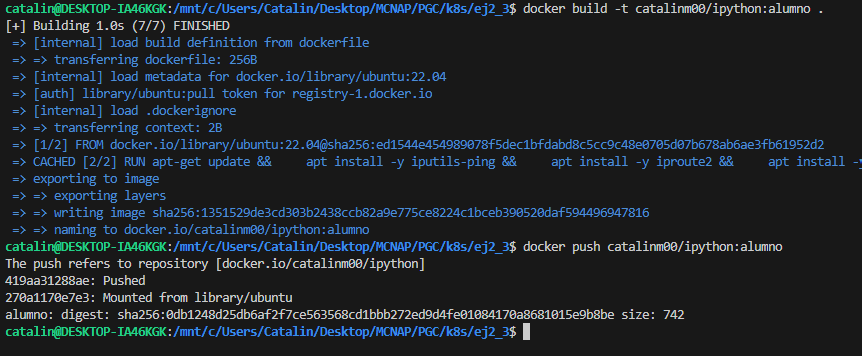 catalin@DESKTOP-IA46KGK:/mnt/c/Users/Catalin/Desktop/MCNAP/PGC/k8s/ej2_3$ docker build -t catalinm00/ipython:alumno .
[+] Building 1.0s (7/7) FINISHED
=> [internal] load build definition from dockerfile
=> => transferring dockerfile: 256B
=> [internal] load metadata for docker.io/library/ubuntu:22.04
=> [auth] library/ubuntu:pull token for registry-1.docker.io
=> [internal] load .dockerignore
=> => transferring context: 2B
=> [1/2] FROM docker.io/library/ubuntu:22.04@sha256:ed1544e454989078f5dec1bfdabd8c5cc9c48e0705d07b678ab6ae3fb61952d2
=> CACHED [2/2] RUN apt-get update &&     apt install -y iputils-ping &&     apt install -y iproute2 &&     apt install -y
=> exporting to image
=> => exporting layers
=> => writing image sha256:1351529de3cd303b2438ccb82a9e775ce8224c1bceb390520daf594496947816
=> => naming to docker.io/catalinm00/ipython:alumno
catalin@DESKTOP-IA46KGK:/mnt/c/Users/Catalin/Desktop/MCNAP/PGC/k8s/ej2_3$ docker push catalinm00/ipython:alumno
The push refers to repository [docker.io/catalinm00/ipython]
419aa31288ae: Pushed
270a1170e7e3: Mounted from library/ubuntu
alumno: digest: sha256:0db1248d25db6af2f7ce563568cd1bbb272ed9d4fe01084170a8681015e9b8be size: 742
catalin@DESKTOP-IA46KGK:/mnt/c/Users/Catalin/Desktop/MCNAP/PGC/k8s/ej2_3$